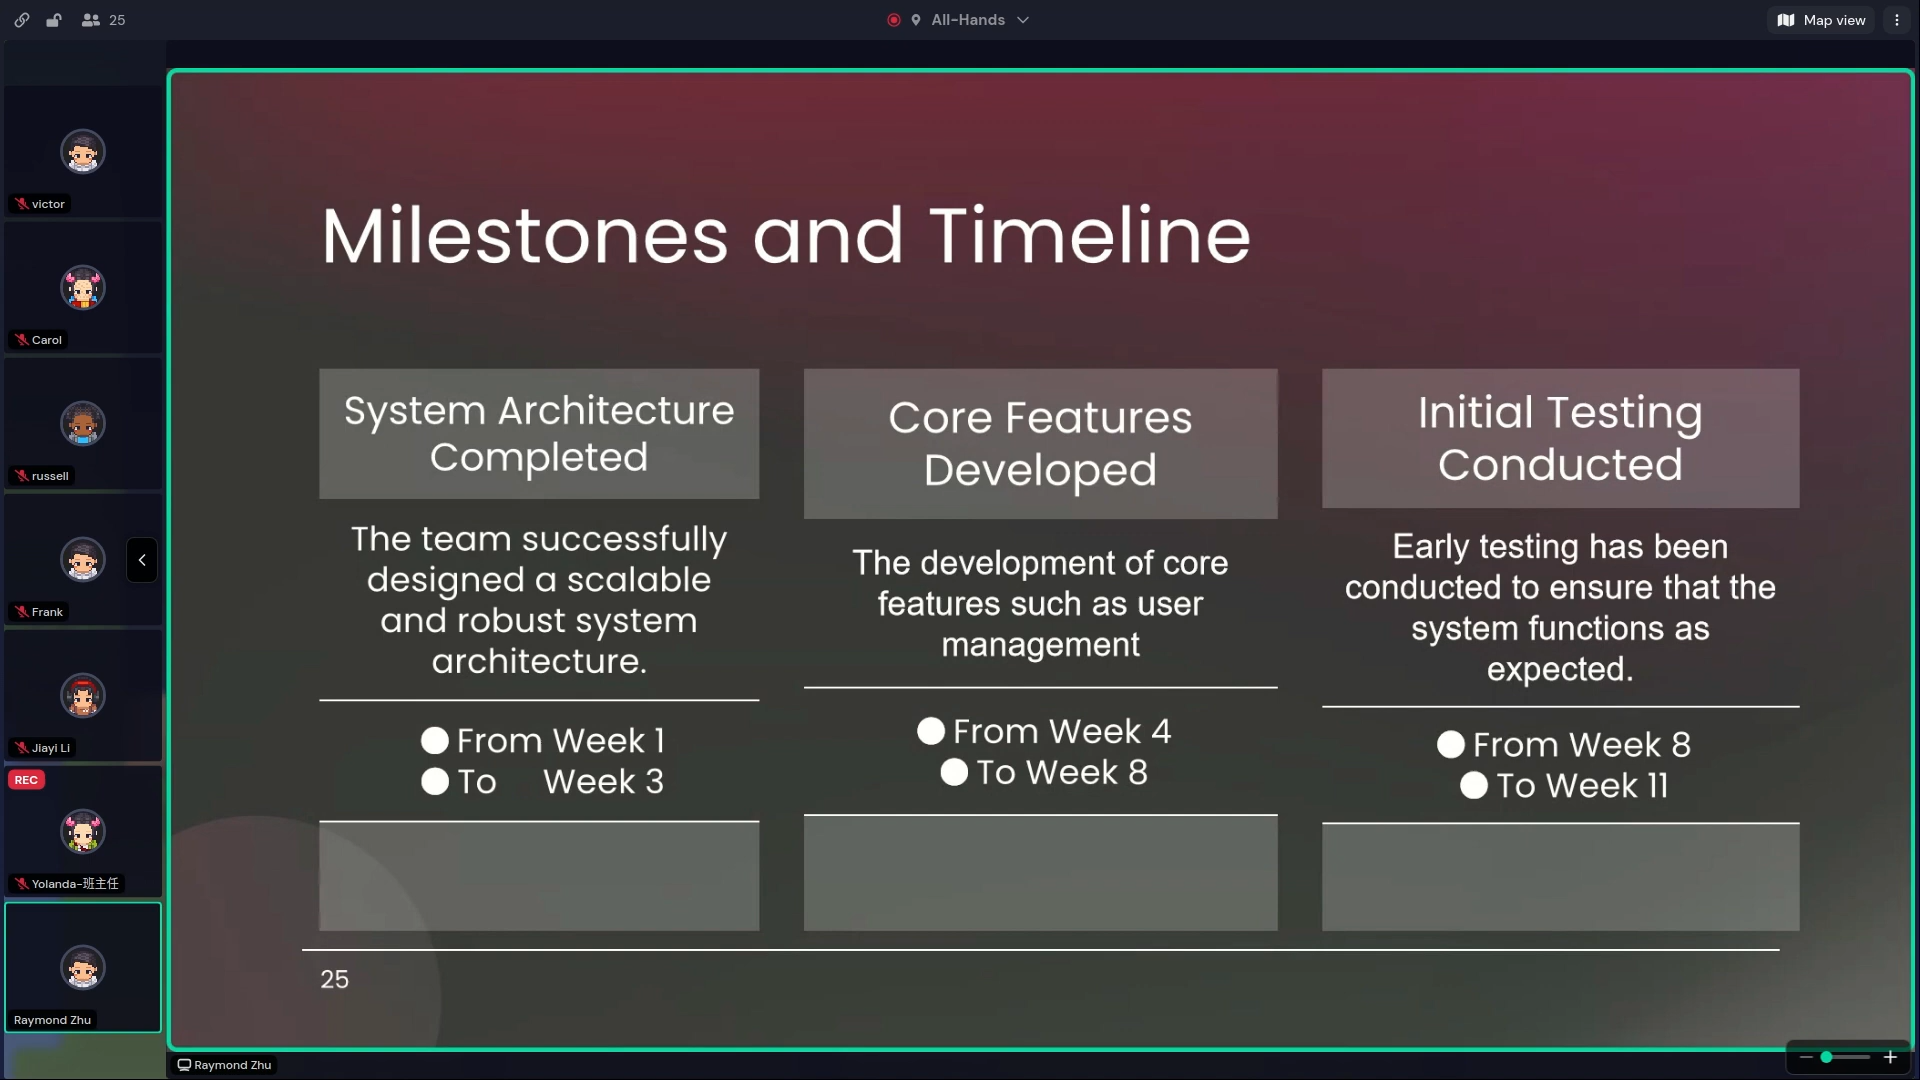 25
All-Hands
Map view
victor
Carol
russell
Frank
Jiayi Li
REC
Yolanda-班主任
Raymond Zhu
Milestones and Timeline
System Architecture
Completed
The team successfully
designed a scalable
and robust system
architecture.
From Week 1
To Week 3
Core Features
Developed
The development of core
features such as user
management
From Week 4
To Week 8
Initial Testing
Conducted
Early testing has been
conducted to ensure that the
system functions as
expected.
From Week 8
To Week 11
25
Raymond Zhu